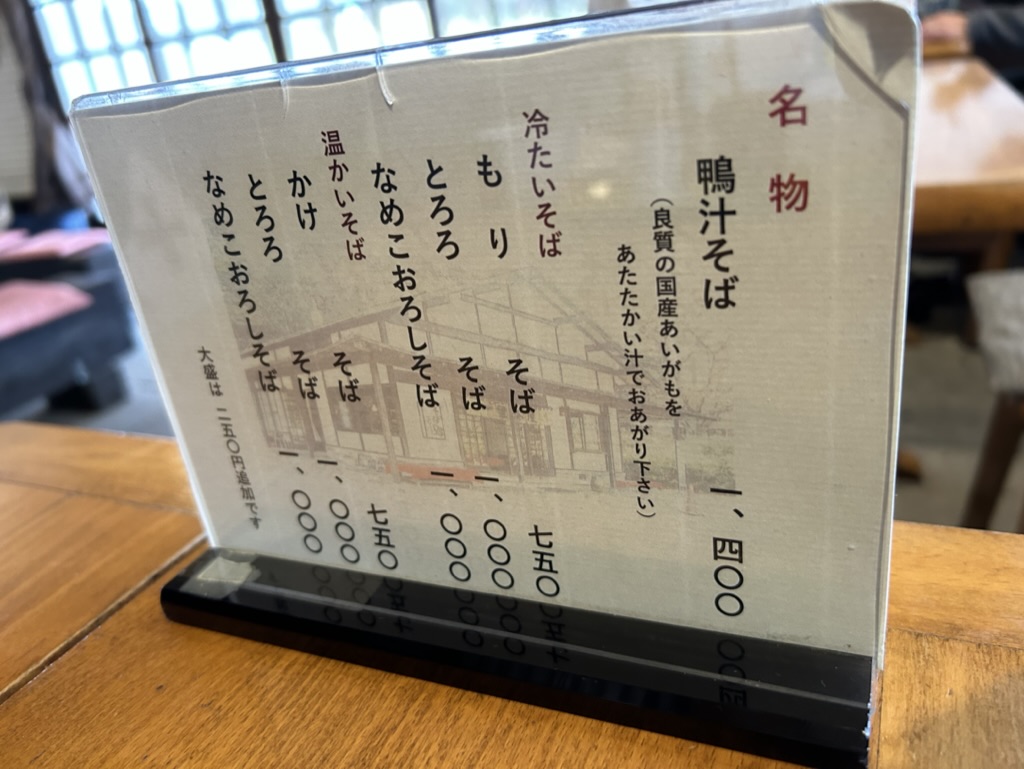 名物
鴨汁そば 一、四〇〇
（良質の国産あいがもを
あたたかい汁でおあがり下さい）
冷たいそば
もり そば 七五〇
とろろ そば 一、〇〇〇
なめこおろしそば 一、〇〇〇
温かいそば
かけ そば 七五〇
とろろ そば 一、〇〇〇
なめこおろしそば 一、〇〇〇
大盛は 二五〇円追加です